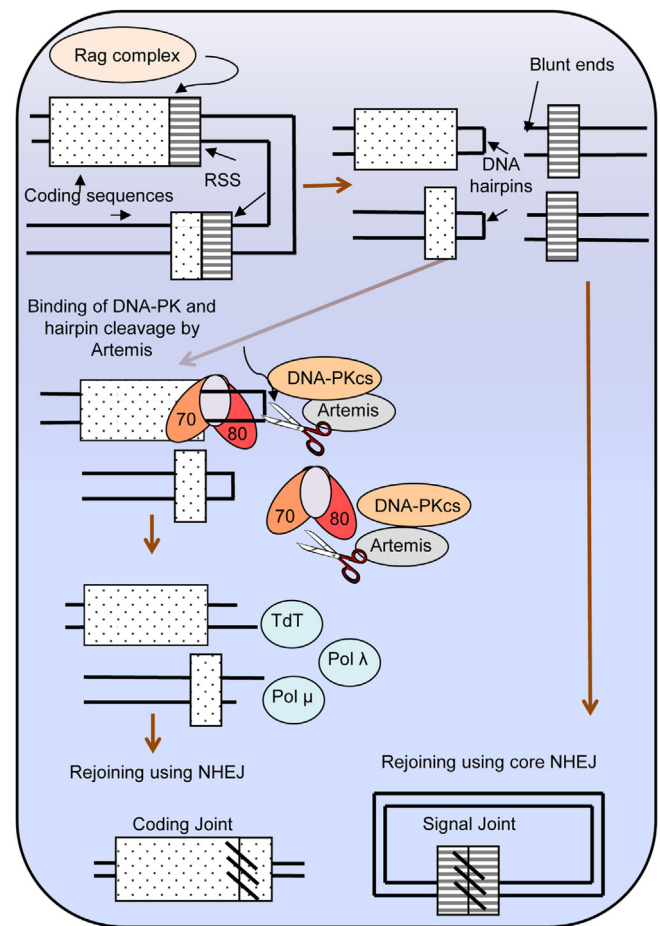 Rag complex
Blunt ends
RSS
Coding sequences
DNA
hairpins
Binding of DNA-PK and
hairpin cleavage by
Artemis
DNA-PKcs
Artemis
70
80
DNA-PKcs
70
80
Artemis
TdT
Pol λ
Pol µ
Rejoining using NHEJ
Rejoining using core NHEJ
Coding Joint
Signal Joint